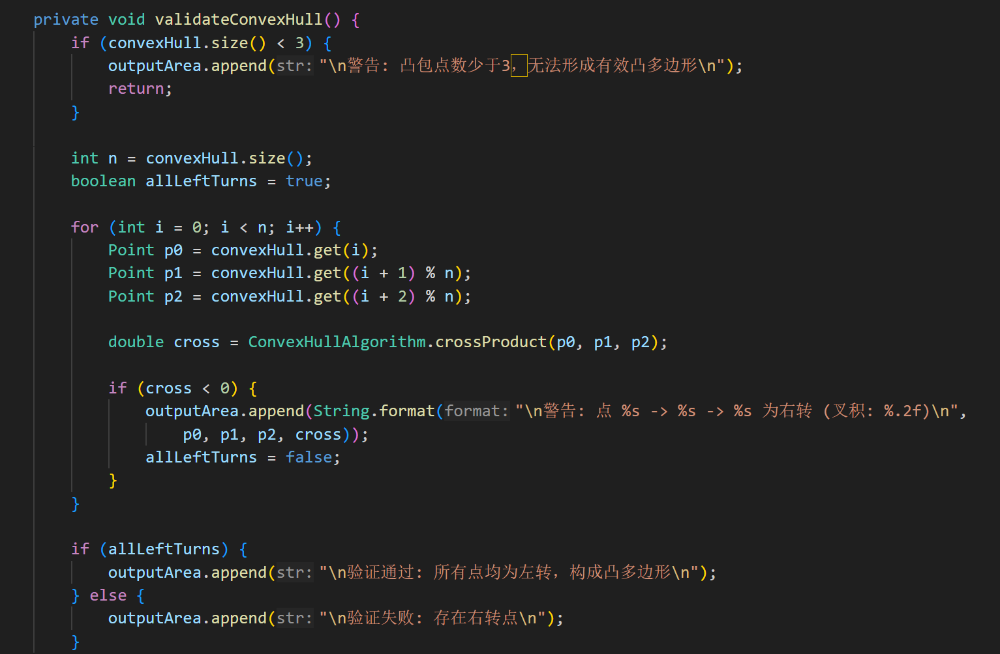 private void validateConvexHull() {
if (convexHull.size() < 3) {
outputArea.append(str: "\n警告: 凸包点数少于3，无法形成有效凸多边形\n");
return;
}
int n = convexHull.size();
boolean allLeftTurns = true;
for (int i = 0; i < n; i++) {
Point p0 = convexHull.get(i);
Point p1 = convexHull.get((i + 1) % n);
Point p2 = convexHull.get((i + 2) % n);
double cross = ConvexHullAlgorithm.crossProduct(p0, p1, p2);
if (cross < 0) {
outputArea.append(String.format(format: "\n警告: 点 %s -> %s -> %s 为右转 (叉积: %.2f)\n",
p0, p1, p2, cross));
allLeftTurns = false;
}
}
if (allLeftTurns) {
outputArea.append(str: "\n验证通过: 所有点均为左转，构成凸多边形\n");
} else {
outputArea.append(str: "\n验证失败: 存在右转点\n");
}